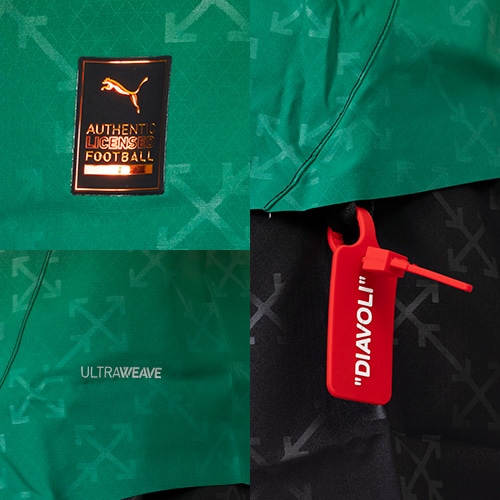 AUTHENTIC
LICENSED
FOOTBALL
ULTRAWEAVE
"DIAVOLI"